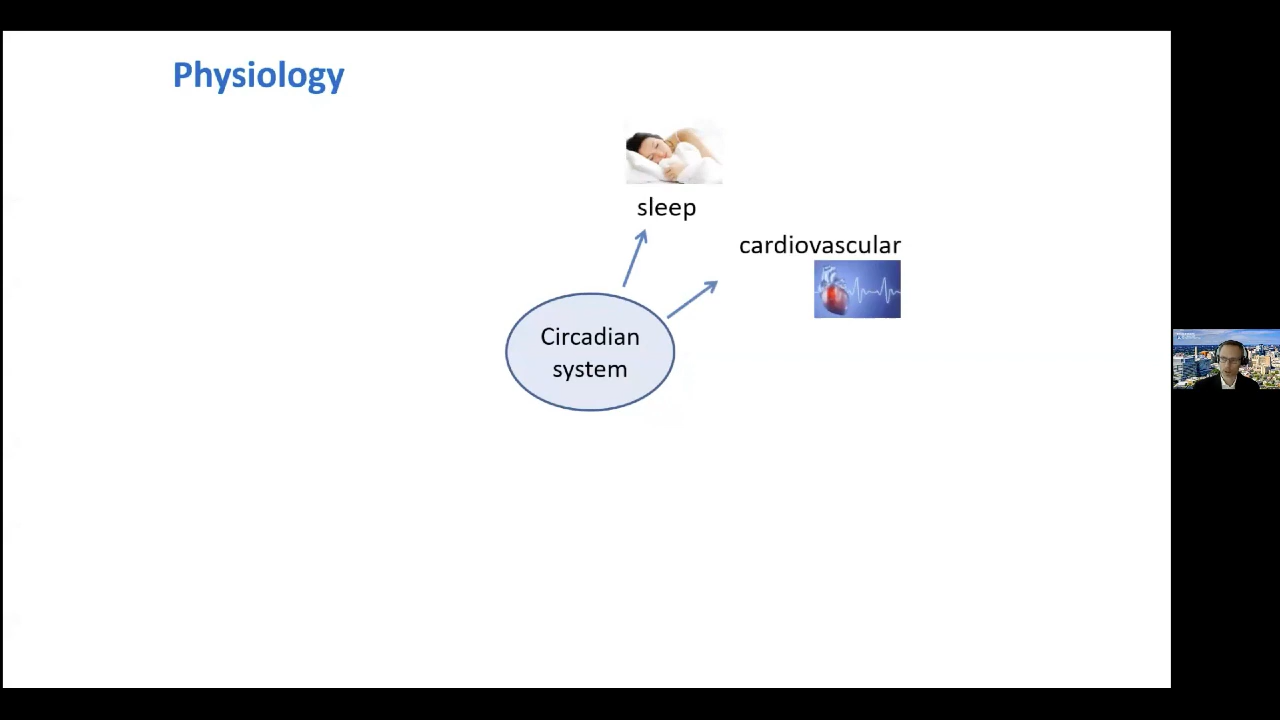 Physiology
sleep
cardiovascular
Circadian
system